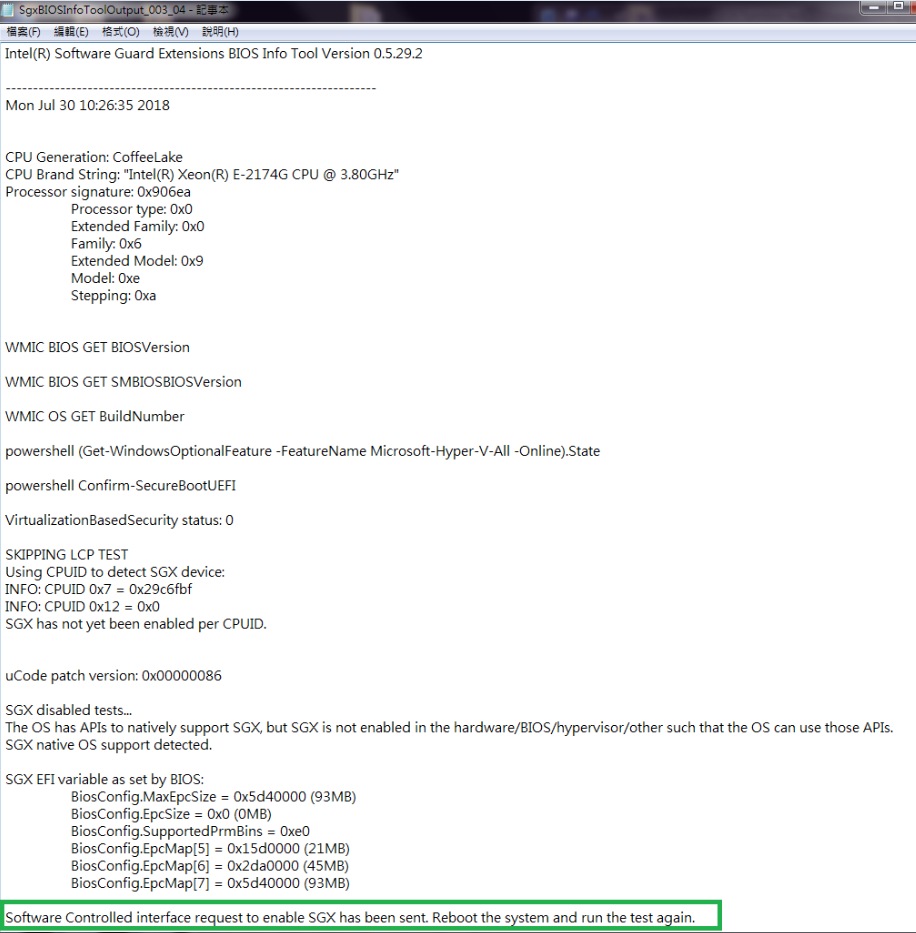 SgxBIOSInfoToolOutput_003_04 - 記事本
檔案(F) 編輯(E) 格式(O) 檢視(V) 說明(H)
Intel(R) Software Guard Extensions BIOS Info Tool Version 0.5.29.2
--------------------------------------------------------------------
Mon Jul 30 10:26:35 2018
CPU Generation: CoffeeLake
CPU Brand String: "Intel(R) Xeon(R) E-2174G CPU @ 3.80GHz"
Processor signature: 0x906ea
Processor type: 0x0
Extended Family: 0x0
Family: 0x6
Extended Model: 0x9
Model: 0xe
Stepping: 0xa
WMIC BIOS GET BIOSVersion
WMIC BIOS GET SMBIOSBIOSVersion
WMIC OS GET BuildNumber
powershell (Get-WindowsOptionalFeature -FeatureName Microsoft-Hyper-V-All -Online).State
powershell Confirm-SecureBootUEFI
VirtualizationBasedSecurity status: 0
SKIPPING LCP TEST
Using CPUID to detect SGX device:
INFO: CPUID 0x7 = 0x29c6fbf
INFO: CPUID 0x12 = 0x0
SGX has not yet been enabled per CPUID.
uCode patch version: 0x00000086
SGX disabled tests...
The OS has APIs to natively support SGX, but SGX is not enabled in the hardware/BIOS/hypervisor/other such that the OS can use those APIs.
SGX native OS support detected.
SGX EFI variable as set by BIOS:
BiosConfig.MaxEpcSize = 0x5d40000 (93MB)
BiosConfig.EpcSize = 0x0 (0MB)
BiosConfig.SupportedPrmBins = 0xe0
BiosConfig.EpcMap[5] = 0x15d0000 (21MB)
BiosConfig.EpcMap[6] = 0x2da0000 (45MB)
BiosConfig.EpcMap[7] = 0x5d40000 (93MB)
Software Controlled interface request to enable SGX has been sent. Reboot the system and run the test again.